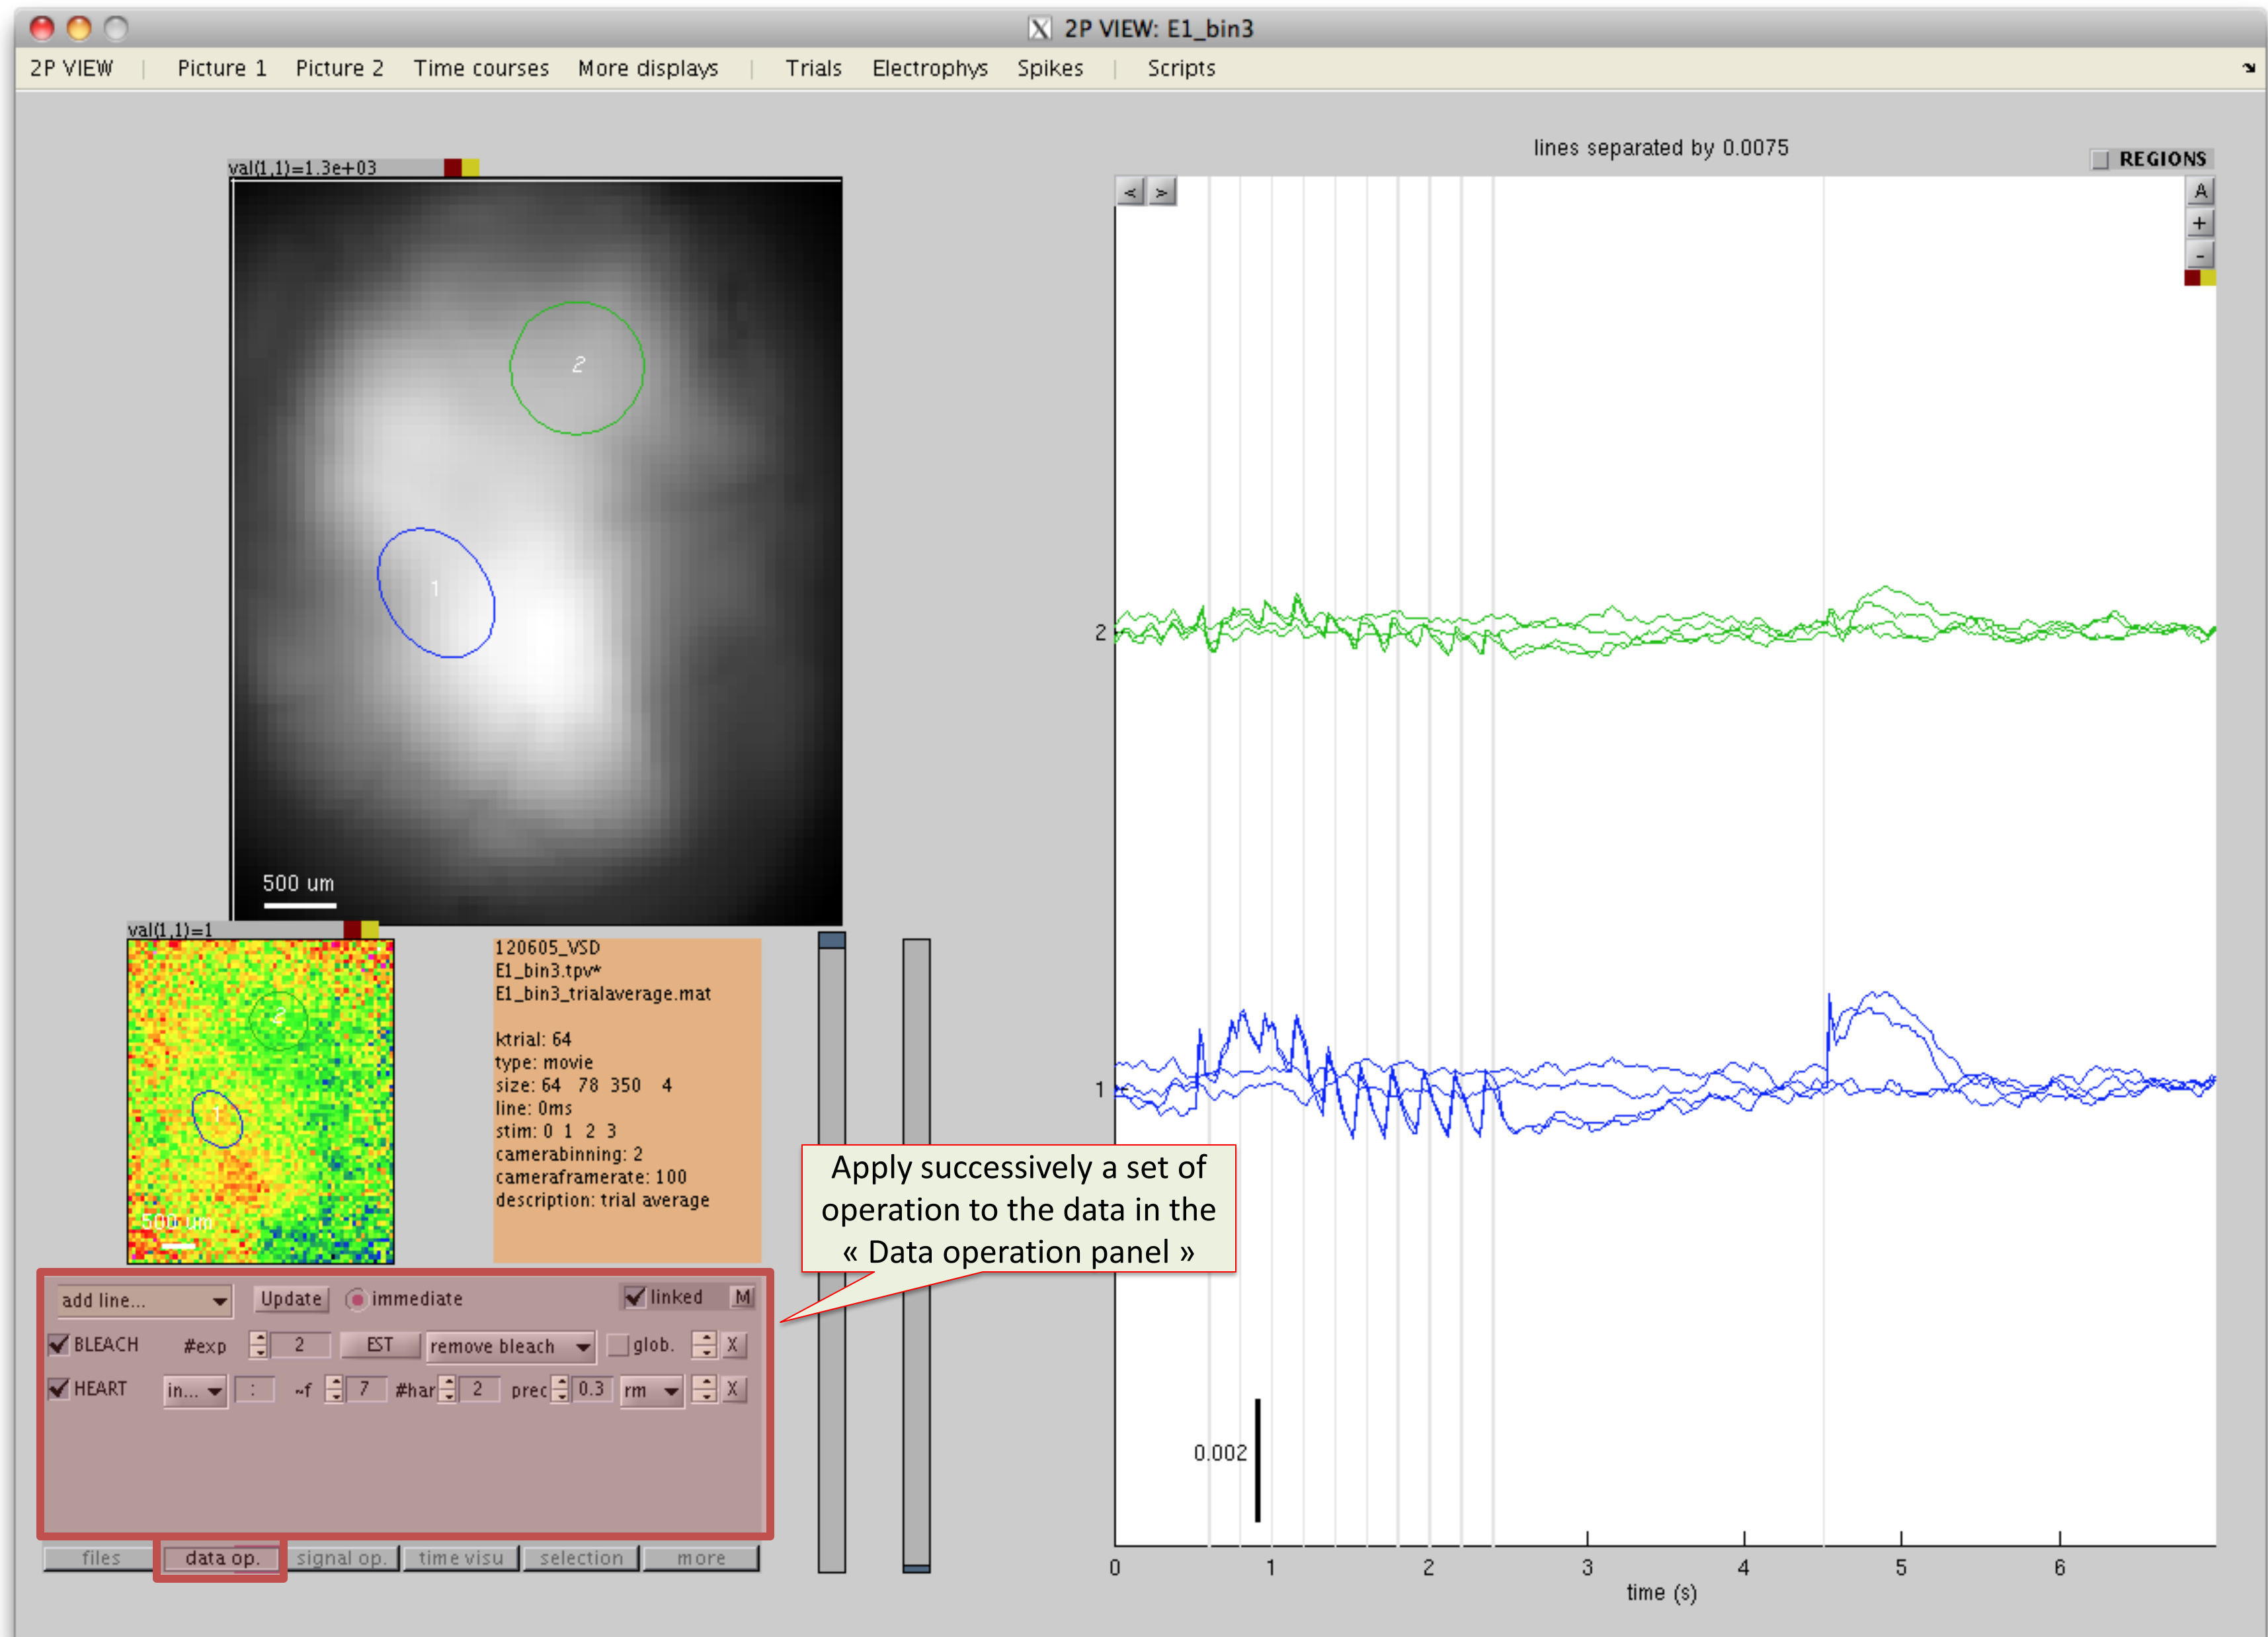 2P VIEW: E1_bin3
2P VIEW | Picture 1 Picture 2 Time courses More displays | Trials Electrophys Spikes | Scripts
lines separated by 0.0075
REGIONS
val(1,1)=1.3e+03
< >
A
+
-
2
1
500 um
2
1
0.002
0 1 2 3 4 5 6
time (s)
val(1,1)=1
2
1
500 um
120605_VSD
E1_bin3.tpv*
E1_bin3_trialaverage.mat
ktrial: 64
type: movie
size: 64 78 350 4
line: 0ms
stim: 0 1 2 3
camerabinning: 2
cameraframerate: 100
description: trial average
Apply successively a set of
operation to the data in the
« Data operation panel »
add line... Update immediate linked M
BLEACH #exp 2 EST remove bleach glob. X
HEART in... : ~f 7 #har 2 prec 0.3 rm X
files data op. signal op. time visu selection more